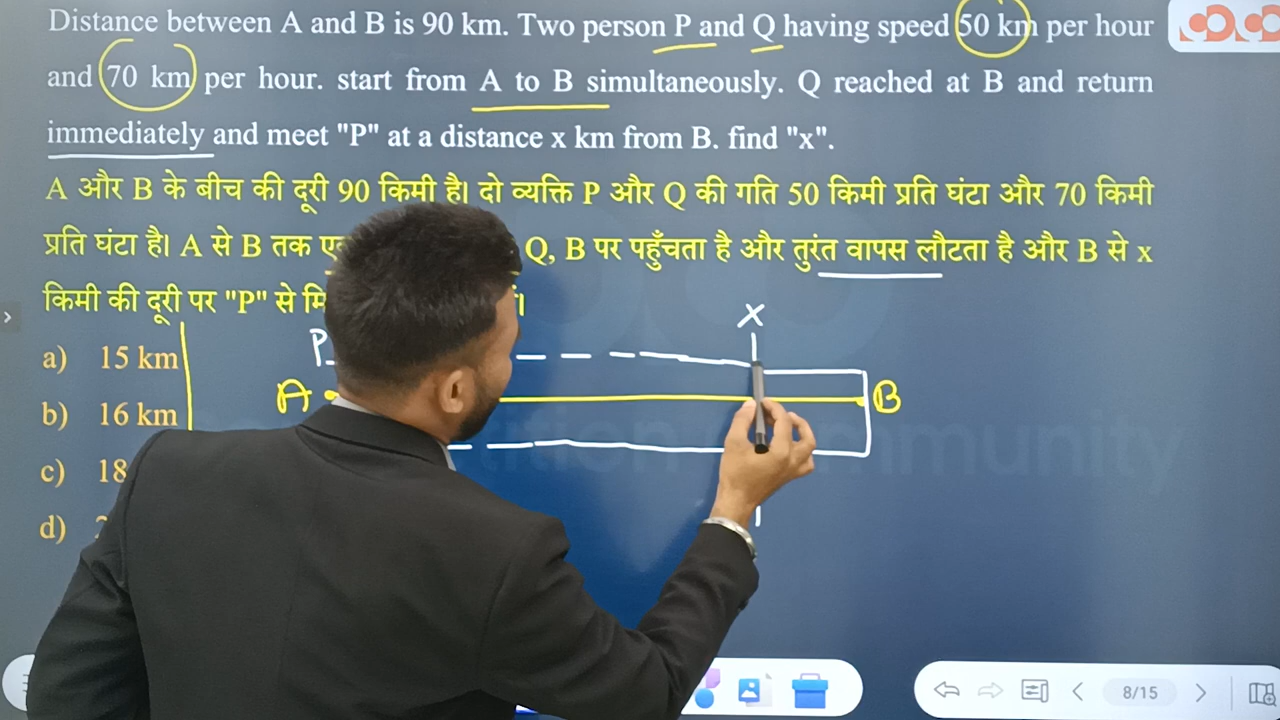 Distance between A and B is 90 km. Two person P and Q having speed 50 km per hour
and 70 km per hour. start from A to B simultaneously. Q reached at B and return
immediately and meet "P" at a distance x km from B. find "x".
A और B के बीच की दूरी 90 किमी है। दो व्यक्ति P और Q की गति 50 किमी प्रति घंटा और 70 किमी
प्रति घंटा है। A से B तक Q, B पर पहुँचता है और तुरंत वापस लौटता है और B से x
किमी की दूरी पर "P" से
a) 15 km
b) 16 km
c) 18
d)
X
P
A B
8/15